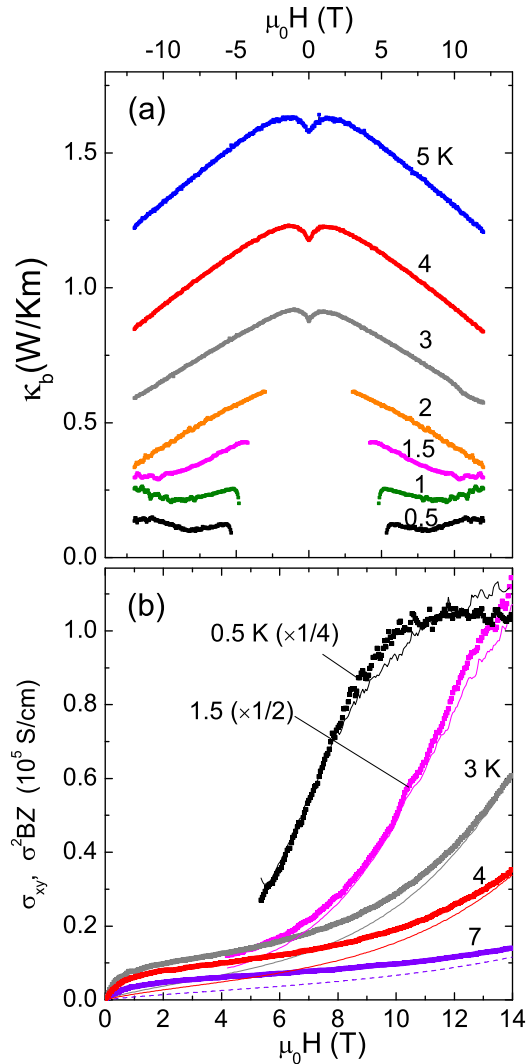 μ₀H (T)
-10 -5 0 5 10
(a)
1.5
5 K
1.0
4
κb(W/Km)
3
0.5
2
1.5
1
0.5
0.0
(b)
1.0
0.5 K (×1/4)
0.8
1.5 (×1/2)
0.6
3 K
σxy, σ²BZ (10⁵ S/cm)
0.4
4
0.2
7
0.0
0 2 4 6 8 10 12 14
μ₀H (T)